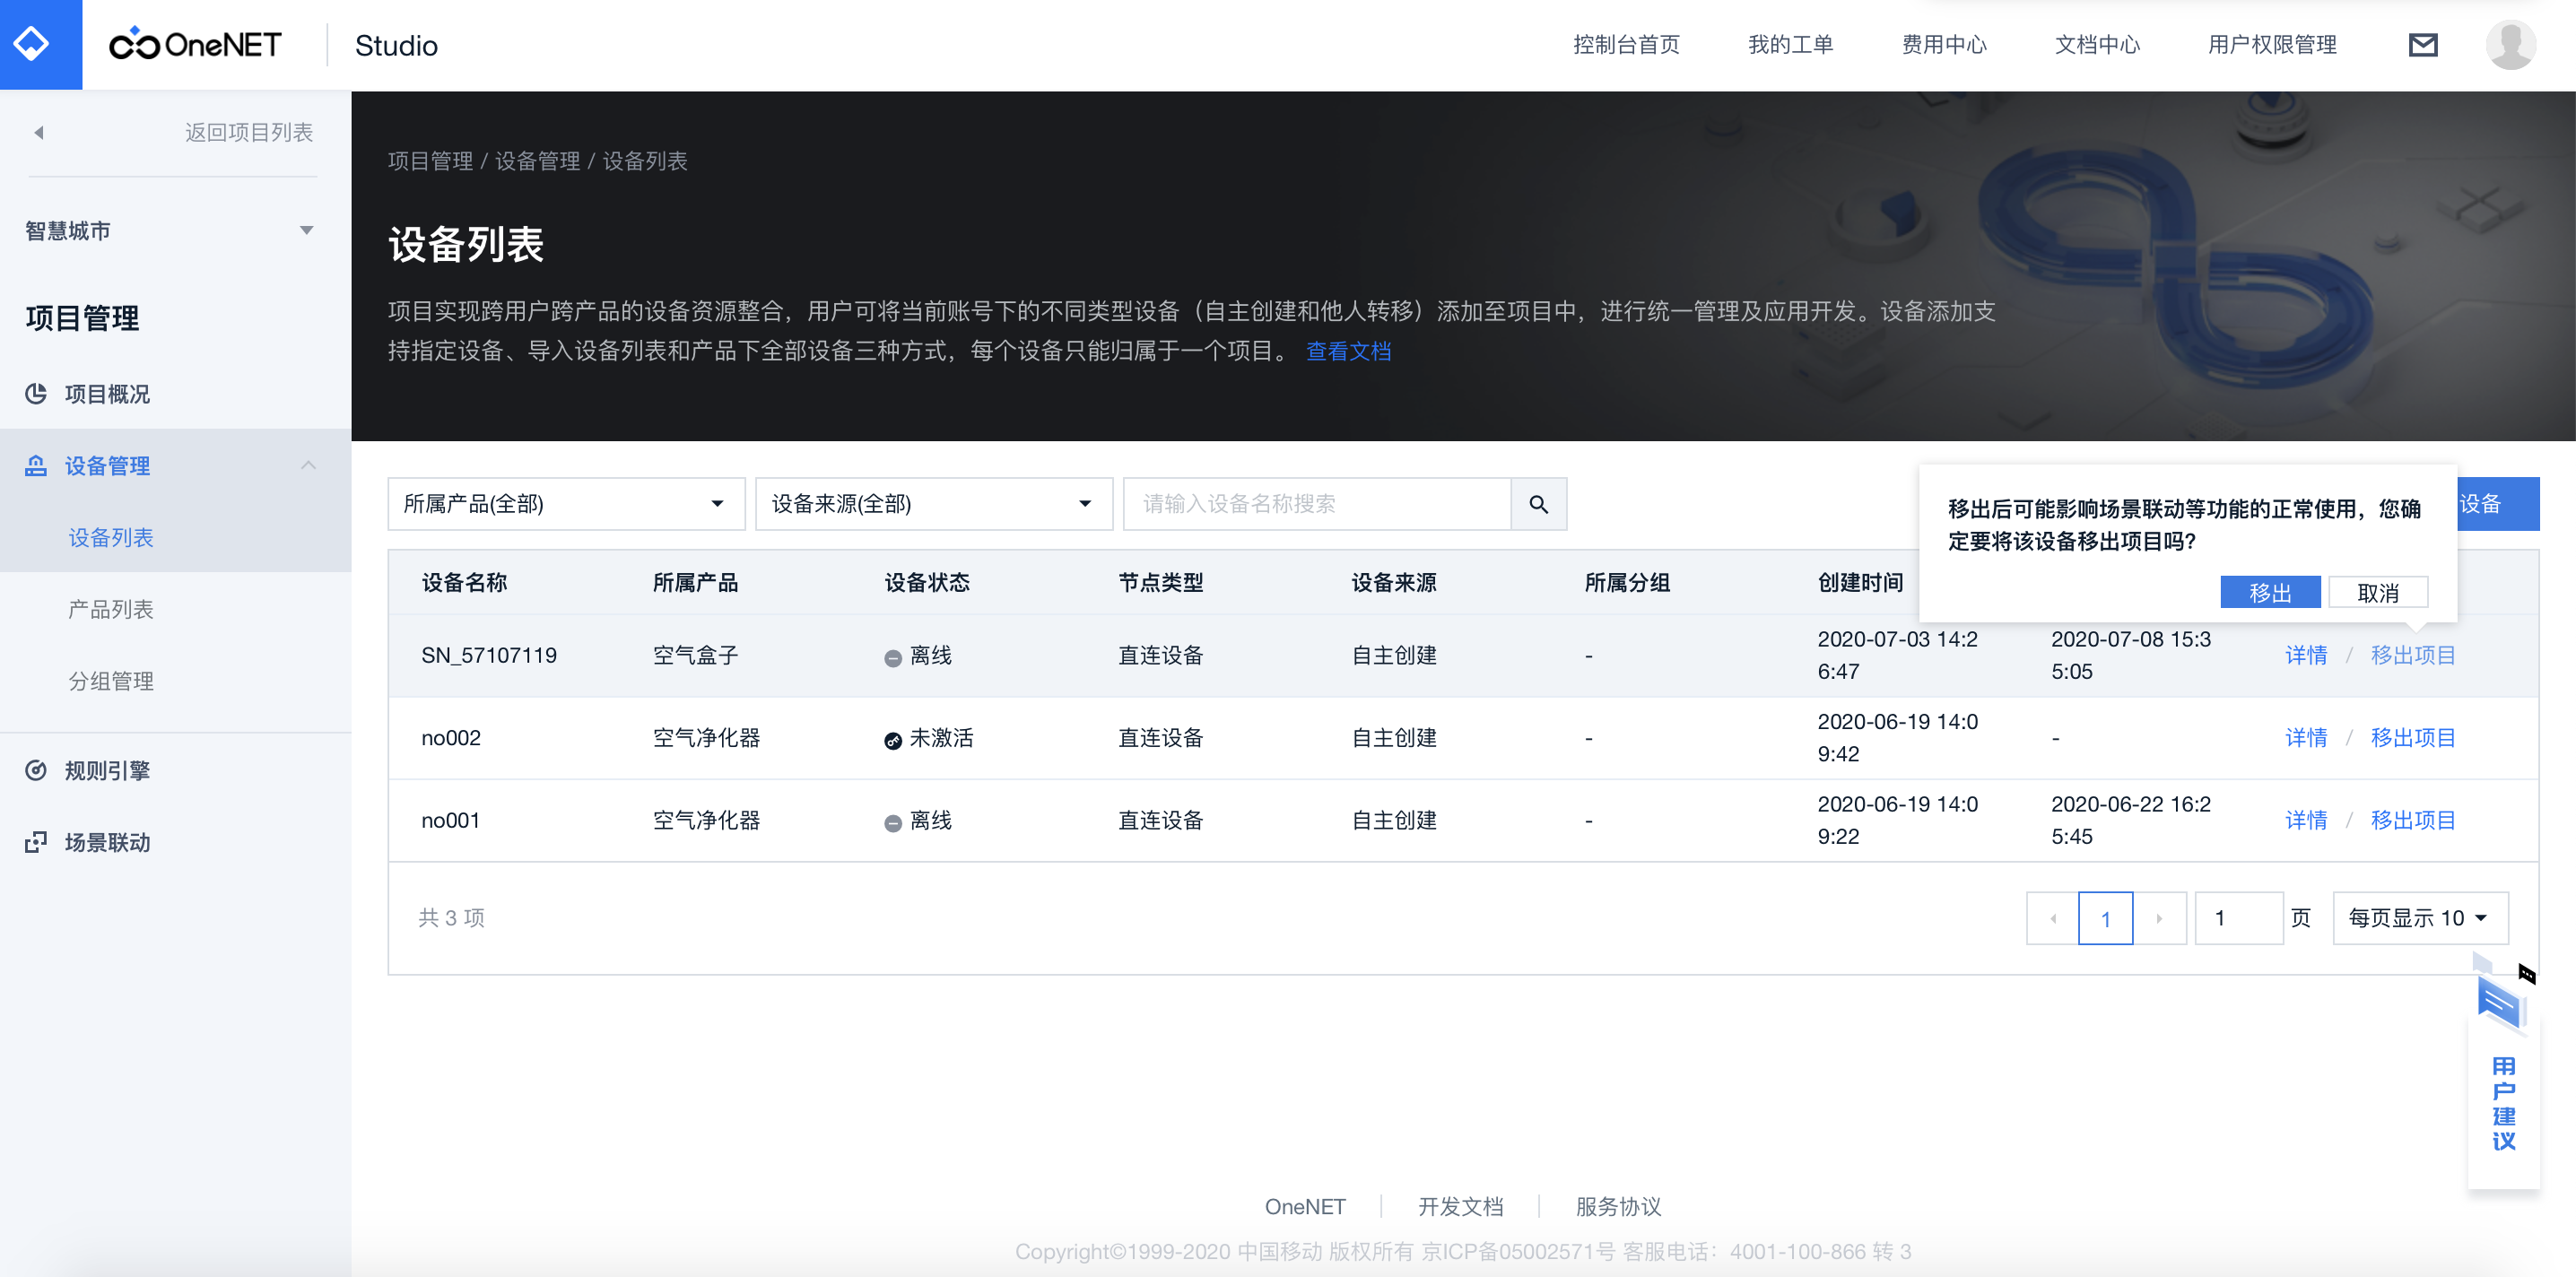 OneNET
Studio
控制台首页
我的工单
费用中心
文档中心
用户权限管理
返回项目列表
智慧城市
项目管理
项目概况
设备管理
设备列表
产品列表
分组管理
规则引擎
场景联动
项目管理 / 设备管理 / 设备列表
设备列表
项目实现跨用户跨产品的设备资源整合，用户可将当前账号下的不同类型设备（自主创建和他人转移）添加至项目中，进行统一管理及应用开发。设备添加支
持指定设备、导入设备列表和产品下全部设备三种方式，每个设备只能归属于一个项目。 查看文档
所属产品(全部)
设备来源(全部)
请输入设备名称搜索
设备
移出后可能影响场景联动等功能的正常使用，您确
定要将该设备移出项目吗?
移出
取消
设备名称 所属产品 设备状态 节点类型 设备来源 所属分组 创建时间
SN_57107119 空气盒子 离线 直连设备 自主创建 - 2020-07-03 14:2 2020-07-08 15:3 详情 / 移出项目
6:47 5:05
no002 空气净化器 未激活 直连设备 自主创建 - 2020-06-19 14:0 - 详情 / 移出项目
9:42
no001 空气净化器 离线 直连设备 自主创建 - 2020-06-19 14:0 2020-06-22 16:2 详情 / 移出项目
9:22 5:45
共 3 项
1
1 页
每页显示 10
用
户
建
议
OneNET
开发文档
服务协议
Copyright©1999-2020 中国移动 版权所有 京ICP备05002571号 客服电话：4001-100-866 转 3